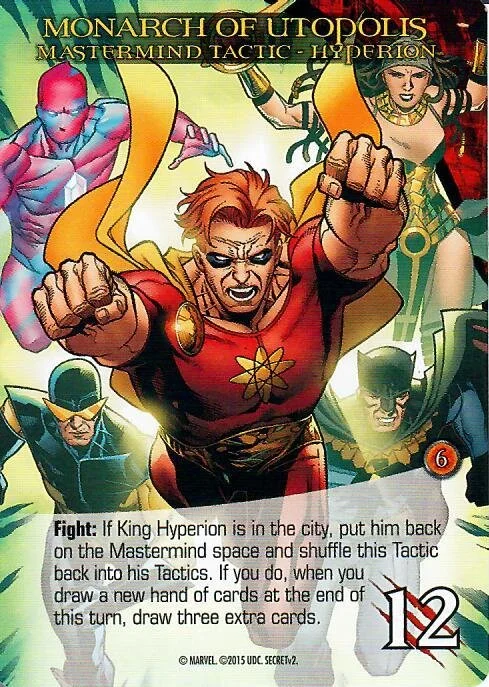 MONARCH OF UTOPOLIS
MASTERMIND TACTIC - HYPERION
6
Fight: If King Hyperion is in the city, put him back
on the Mastermind space and shuffle this Tactic
back into his Tactics. If you do, when you
draw a new hand of cards at the end of
this turn, draw three extra cards.
12
© MARVEL. ©2015 UDC. SECRETv2.